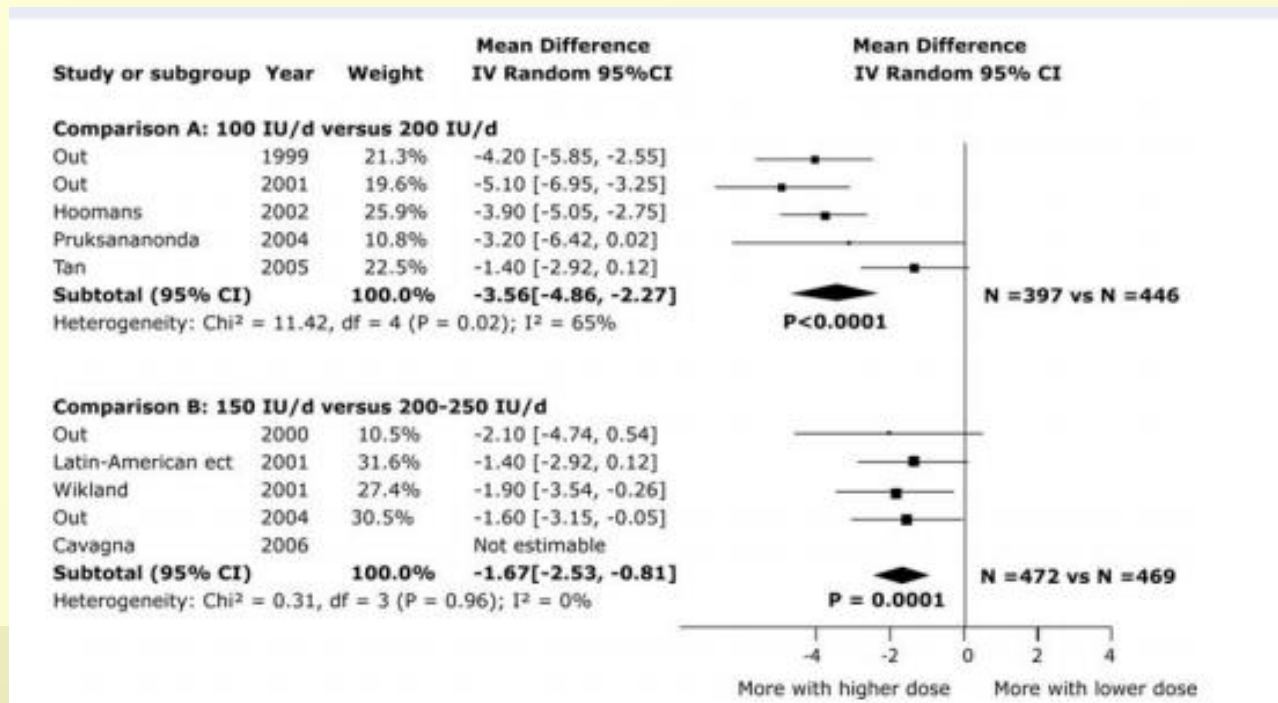 Mean Difference Mean Difference
Study or subgroup Year Weight IV Random 95%CI IV Random 95% CI
Comparison A: 100 IU/d versus 200 IU/d
Out 1999 21.3% -4.20 [-5.85, -2.55]
Out 2001 19.6% -5.10 [-6.95, -3.25]
Hoomans 2002 25.9% -3.90 [-5.05, -2.75]
Pruksananonda 2004 10.8% -3.20 [-6.42, 0.02]
Tan 2005 22.5% -1.40 [-2.92, 0.12]
Subtotal (95% CI) 100.0% -3.56[-4.86, -2.27] N =397 vs N =446
Heterogeneity: Chi² = 11.42, df = 4 (P = 0.02); I² = 65% P<0.0001
Comparison B: 150 IU/d versus 200-250 IU/d
Out 2000 10.5% -2.10 [-4.74, 0.54]
Latin-American ect 2001 31.6% -1.40 [-2.92, 0.12]
Wikland 2001 27.4% -1.90 [-3.54, -0.26]
Out 2004 30.5% -1.60 [-3.15, -0.05]
Cavagna 2006 Not estimable
Subtotal (95% CI) 100.0% -1.67[-2.53, -0.81] N =472 vs N =469
Heterogeneity: Chi² = 0.31, df = 3 (P = 0.96); I² = 0% P = 0.0001
-4 -2 0 2 4
More with higher dose More with lower dose